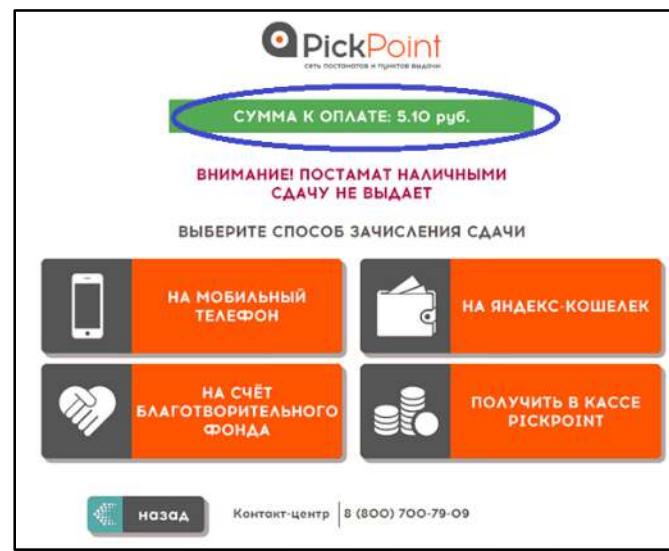 PickPoint
сеть постаматов и пунктов выдачи
СУММА К ОПЛАТЕ: 5.10 руб.
ВНИМАНИЕ! ПОСТАМАТ НАЛИЧНЫМИ
СДАЧУ НЕ ВЫДАЕТ
ВЫБЕРИТЕ СПОСОБ ЗАЧИСЛЕНИЯ СДАЧИ
НА МОБИЛЬНЫЙ
ТЕЛЕФОН
НА ЯНДЕКС-КОШЕЛЕК
НА СЧЁТ
БЛАГОТВОРИТЕЛЬНОГО
ФОНДА
ПОЛУЧИТЬ В КАССЕ
PICKPOINT
назад
Контакт-центр 8 (800) 700-79-09